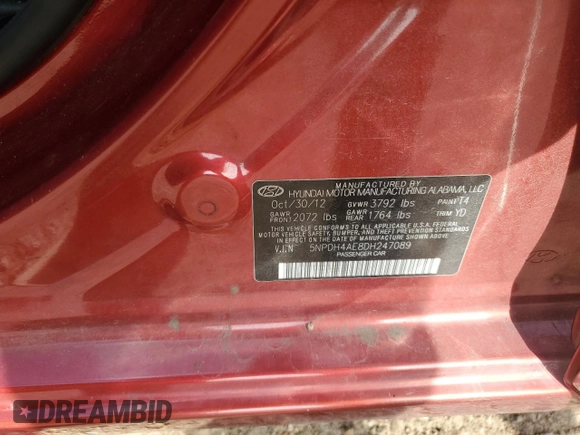 MANUFACTURED BY
HYUNDAI MOTOR MANUFACTURING ALABAMA, LLC
Oct/30/12 GVWR 3792 lbs PAINT T4
GAWR FRONT 2072 lbs GAWR REAR 1764 lbs TRIM YD
THIS VEHICLE CONFORMS TO ALL APPLICABLE U.S.A. FEDERAL
MOTOR VEHICLE SAFETY, BUMPER, AND THEFT PREVENTION STANDARDS
IN EFFECT ON THE DATE OF MANUFACTURE SHOWN ABOVE.
V.I.N 5NPDH4AE8DH247089
PASSENGER CAR
DREAMBID